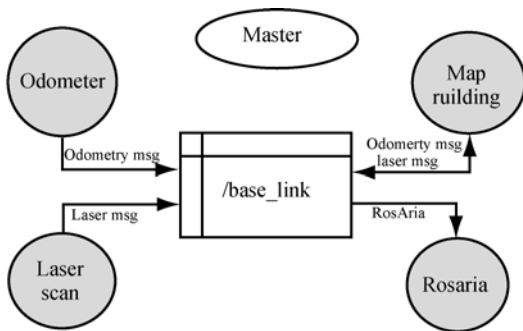 Master
Odometer
Map
ruilding
Odometry msg
Odomerty msg
laser msg
/base_link
Laser msg
RosAria
Laser
scan
Rosaria